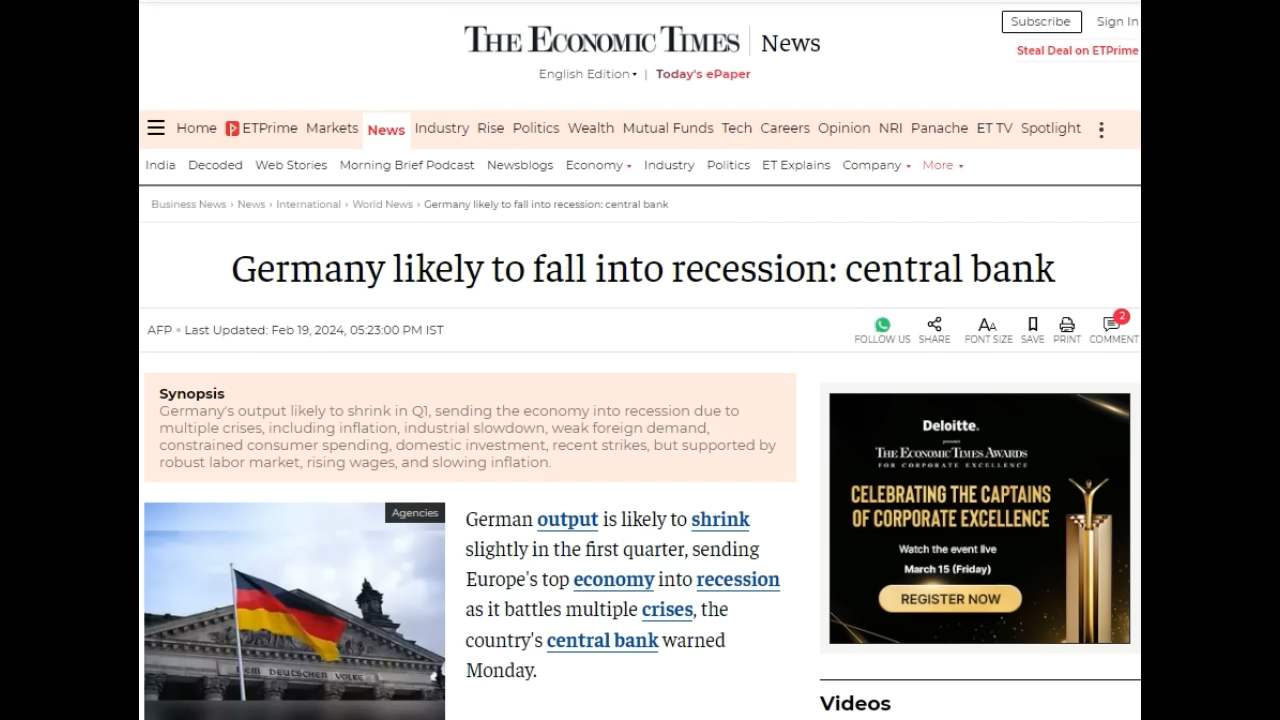 Subscribe Sign In
THE ECONOMIC TIMES | News
Steal Deal on ETPrime
English Edition | Today's ePaper
Home ETPrime Markets News Industry Rise Politics Wealth Mutual Funds Tech Careers Opinion NRI Panache ET TV Spotlight
India Decoded Web Stories Morning Brief Podcast Newsblogs Economy Industry Politics ET Explains Company More
Business News › News › International › World News › Germany likely to fall into recession: central bank
Germany likely to fall into recession: central bank
AFP Last Updated: Feb 19, 2024, 05:23:00 PM IST
2
FOLLOW US SHARE FONT SIZE SAVE PRINT COMMENT
Synopsis
Germany's output likely to shrink in Q1, sending the economy into recession due to
multiple crises, including inflation, industrial slowdown, weak foreign demand,
constrained consumer spending, domestic investment, recent strikes, but supported by
robust labor market, rising wages, and slowing inflation.
Agencies
DEM DEUTSCHEN VOLKE
German output is likely to shrink
slightly in the first quarter, sending
Europe's top economy into recession
as it battles multiple crises, the
country's central bank warned
Monday.
Deloitte.
presents
THE ECONOMIC TIMES AWARDS
FOR CORPORATE EXCELLENCE
CELEBRATING THE CAPTAINS
OF CORPORATE EXCELLENCE
Watch the event live
March 15 (Friday)
REGISTER NOW
Videos